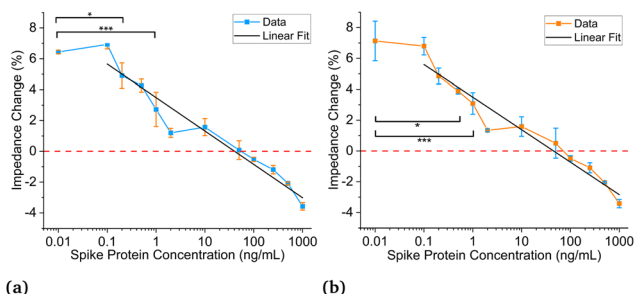 8
6
4
2
0
-2
-4
Impedance Change (%)
*
***
Data
Linear Fit
0.01 0.1 1 10 100 1000
Spike Protein Concentration (ng/mL)
(a)
8
6
4
2
0
-2
-4
Impedance Change (%)
Data
Linear Fit
*
***
0.01 0.1 1 10 100 1000
Spike Protein Concentration (ng/mL)
(b)